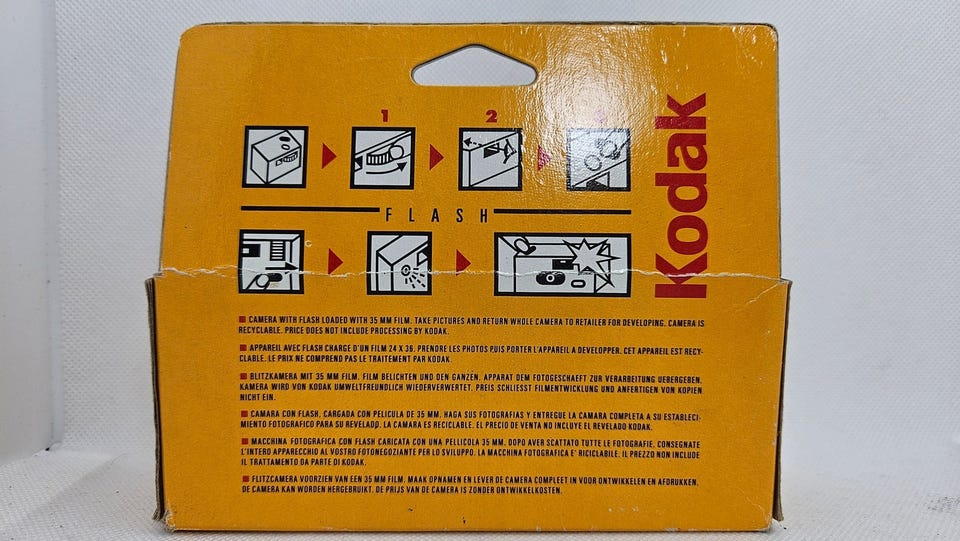 1 2
Kodak
FLASH
CAMERA WITH FLASH LOADED WITH 35 MM FILM. TAKE PICTURES AND RETURN WHOLE CAMERA TO RETAILER FOR DEVELOPING. CAMERA IS
RECYCLABLE. PRICE DOES NOT INCLUDE PROCESSING BY KODAK.
APPAREIL AVEC FLASH CHARGE D'UN FILM 24 X 36. PRENDRE LES PHOTOS PUIS PORTER L'APPAREIL A DEVELOPPER. CET APPAREIL EST RECY-
CLABLE. LE PRIX NE COMPREND PAS LE TRAITEMENT PAR KODAK.
BLITZKAMERA MIT 35 MM FILM. FILM BELICHTEN UND DEN GANZEN, APPARAT DEM FOTOGESCHAEFT ZUR VERARBEITUNG UEBERGEBEN.
KAMERA WIRD VON KODAK UMWELTFREUNDLICH WIEDERVERWERTET. PREIS SCHLIESST FILMENTWICKLUNG UND ANFERTIGEN VON KOPIEN
NICHT EIN.
CAMARA CON FLASH, CARGADA CON PELICULA DE 35 MM. HAGA SUS FOTOGRAFIAS Y ENTREGUE LA CAMARA COMPLETA A SU ESTABLECI-
MIENTO FOTOGRAFICO PARA SU REVELADO. LA CAMARA ES RECICLABLE. EL PRECIO DE VENTA NO INCLUYE EL REVELADO KODAK.
MACCHINA FOTOGRAFICA CON FLASH CARICATA CON UNA PELLICOLA 35 MM. DOPO AVER SCATTATO TUTTE LE FOTOGRAFIE, CONSEGNATE
L'INTERO APPARECCHIO AL VOSTRO FOTONEGOZIANTE PER LO SVILUPPO. LA MACCHINA FOTOGRAFICA E' RICICLABILE. IL PREZZO NON INCLUDE
IL TRATTAMENTO DA PARTE DI KODAK.
FLITZCAMERA VOORZIEN VAN EEN 35 MM FILM. MAAK OPNAMEN EN LEVER DE CAMERA COMPLEET IN VOOR ONTWIKKELEN EN AFDRUKKEN.
DE CAMERA KAN WORDEN HERGEBRUIKT. DE PRIJS VAN DE CAMERA IS ZONDER ONTWIKKELKOSTEN.